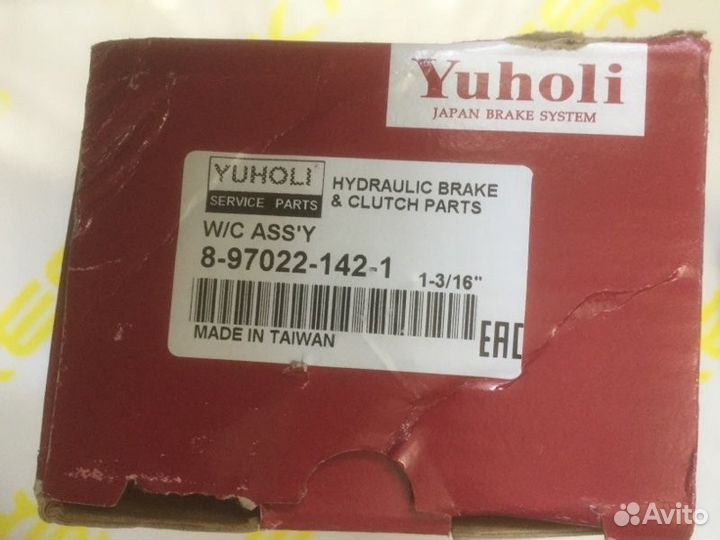 Yuholi
JAPAN BRAKE SYSTEM
YUHOLI
SERVICE PARTS
HYDRAULIC BRAKE
& CLUTCH PARTS
W/C ASS'Y
8-97022-142-1
1-3/16"
MADE IN TAIWAN
EAC
Avito